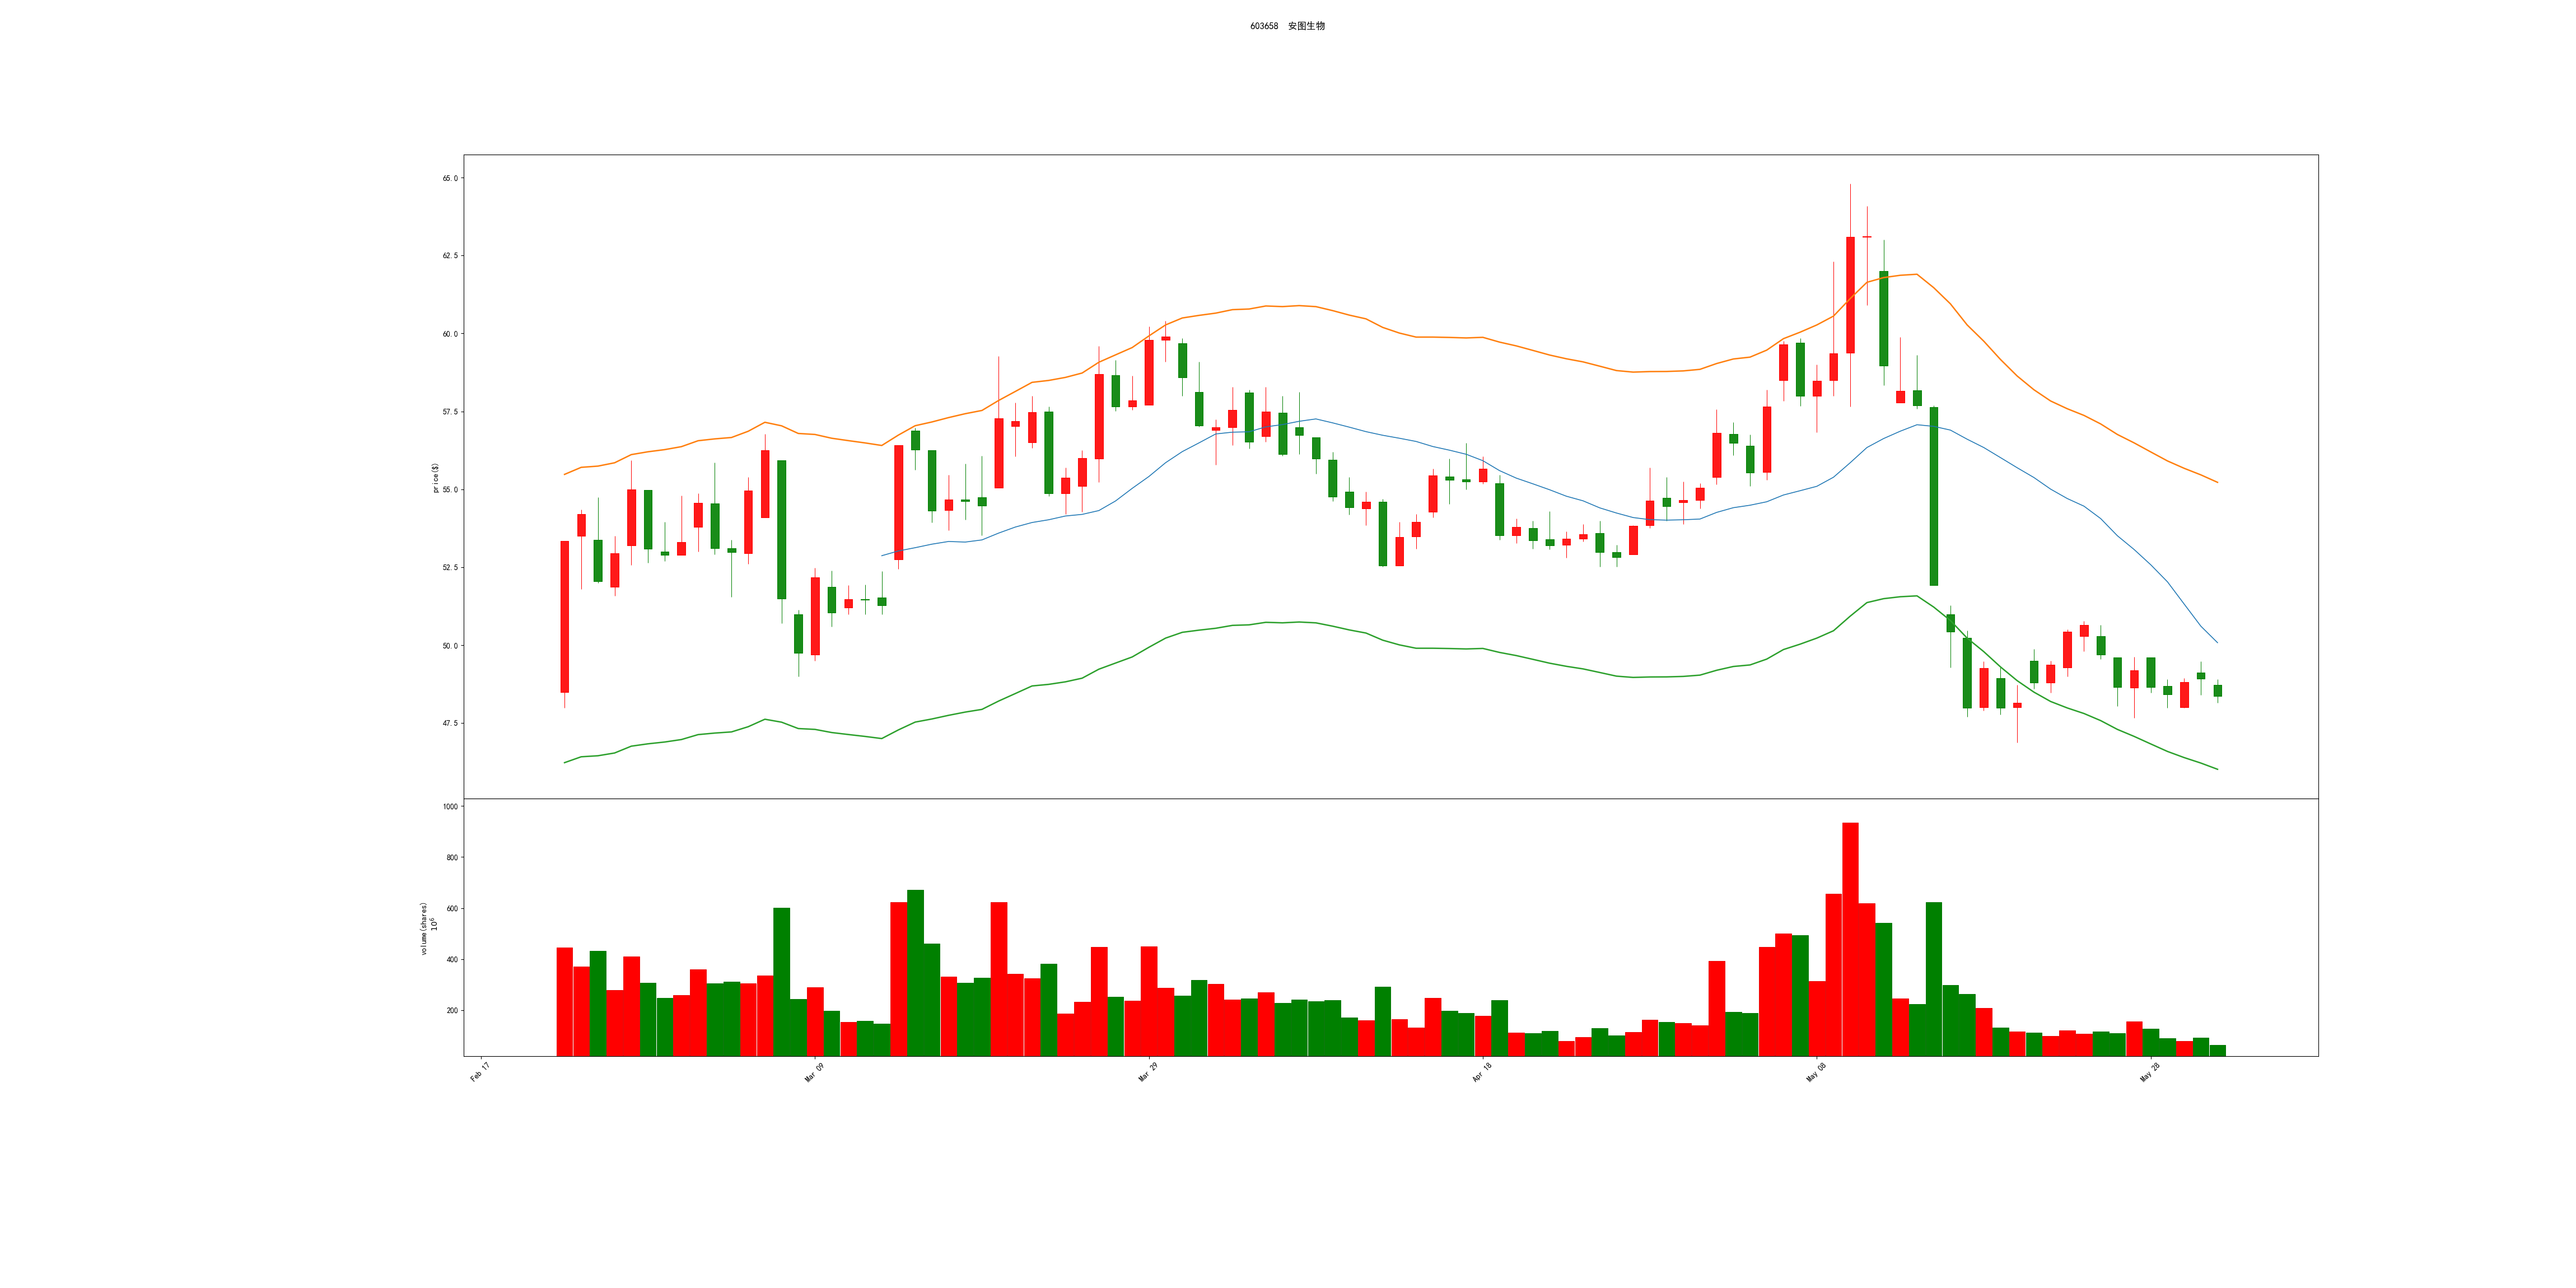 603658 安图生物
65.0
62.5
60.0
57.5
55.0
52.5
50.0
47.5
price($)
1000
800
600
400
200
volume(shares)
10^6
Feb 17
Mar 09
Mar 29
Apr 18
May 08
May 28